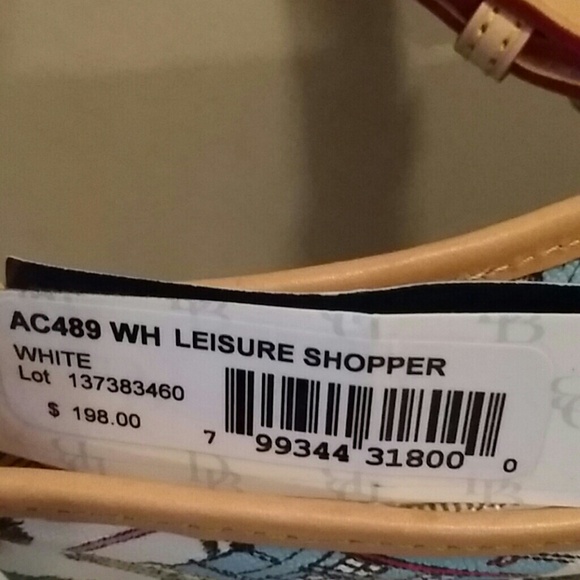 AC489 WH LEISURE SHOPPER
WHITE
Lot 137383460
$ 198.00
7 99344 31800 0